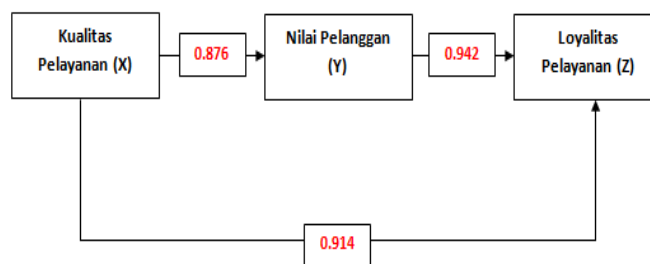 Kualitas
Pelayanan (X)
0.876
Nilai Pelanggan
(Y)
0.942
Loyalitas
Pelayanan (Z)
0.914